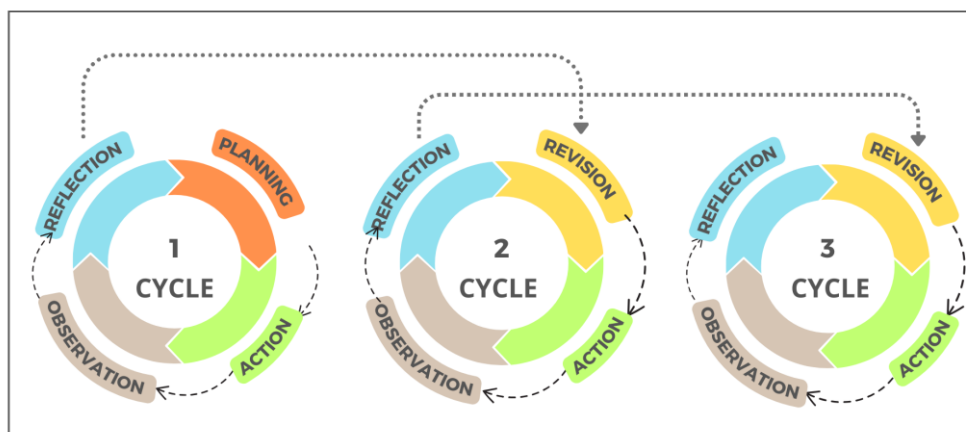 REFLECTION
PLANNING
1
CYCLE
OBSERVATION
ACTION
REFLECTION
REVISION
2
CYCLE
OBSERVATION
ACTION
REFLECTION
REVISION
3
CYCLE
OBSERVATION
ACTION